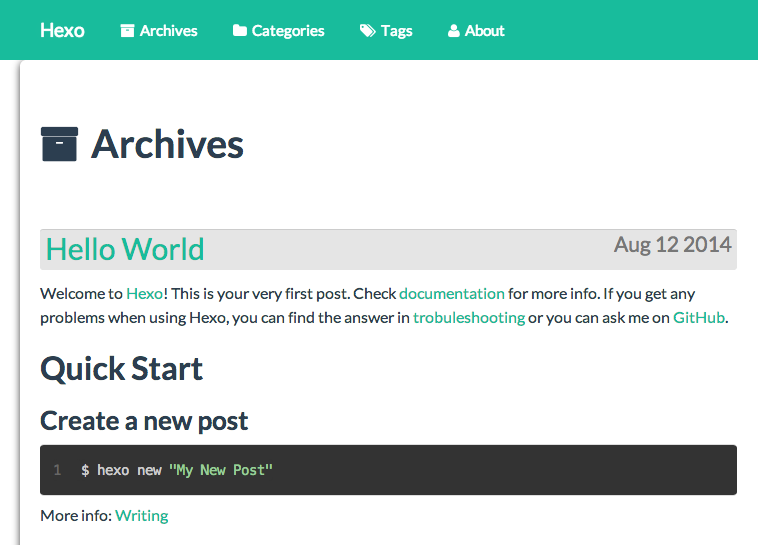 Hexo Archives Categories Tags About
Archives
Hello World Aug 12 2014
Welcome to Hexo! This is your very first post. Check documentation for more info. If you get any
problems when using Hexo, you can find the answer in trobuleshooting or you can ask me on GitHub.
Quick Start
Create a new post
1 $ hexo new "My New Post"
More info: Writing